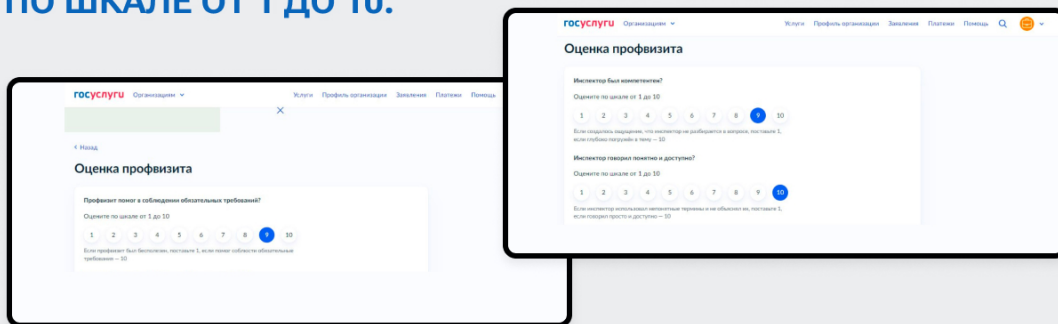 ПО ШКАЛЕ ОТ 1 ДО 10:
госуслуги Организациям
Услуги Профиль организации Заявления Платежи Помощь
Назад
Оценка профвизита
Профвизит помог в соблюдении обязательных требований?
Оцените по шкале от 1 до 10
1 2 3 4 5 6 7 8 9 10
Если профвизит был бесполезен, поставьте 1, если помог соблюсти обязательные
требования — 10
госуслуги Организациям
Услуги Профиль организации Заявления Платежи Помощь
Оценка профвизита
Инспектор был компетентен?
Оцените по шкале от 1 до 10
1 2 3 4 5 6 7 8 9 10
Если создалось ощущение, что инспектор не разбирается в вопросе, поставьте 1,
если глубоко погружён в тему — 10
Инспектор говорил понятно и доступно?
Оцените по шкале от 1 до 10
1 2 3 4 5 6 7 8 9 10
Если инспектор использовал непонятные термины и не объяснял их, поставьте 1,
если говорил просто и доступно — 10